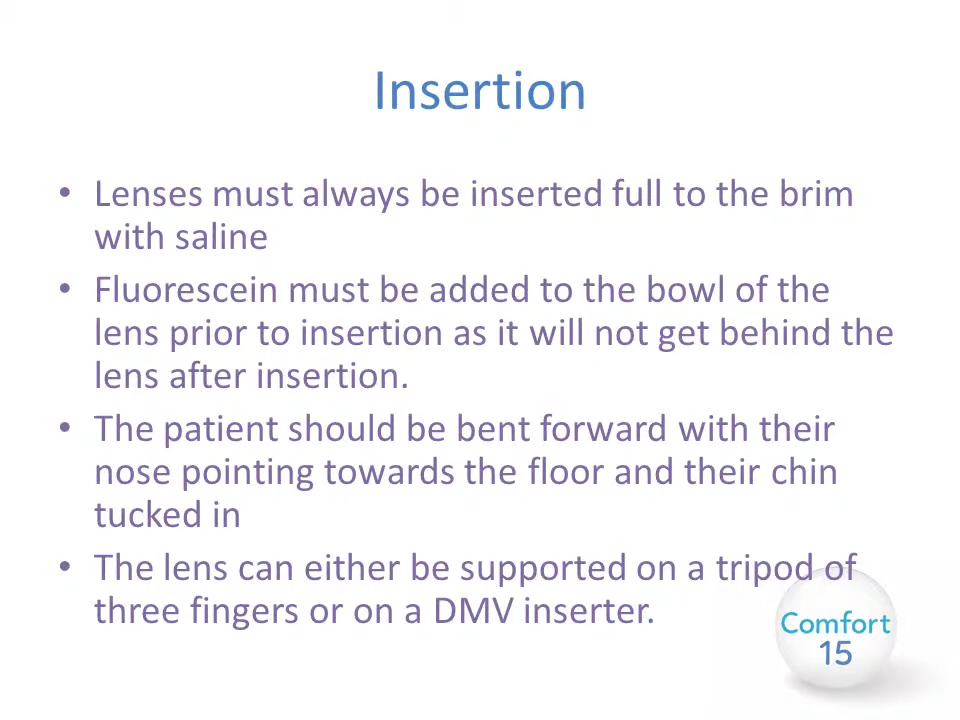 Insertion
• Lenses must always be inserted full to the brim
with saline
• Fluorescein must be added to the bowl of the
lens prior to insertion as it will not get behind the
lens after insertion.
• The patient should be bent forward with their
nose pointing towards the floor and their chin
tucked in
• The lens can either be supported on a tripod of
three fingers or on a DMV inserter.
Comfort
15